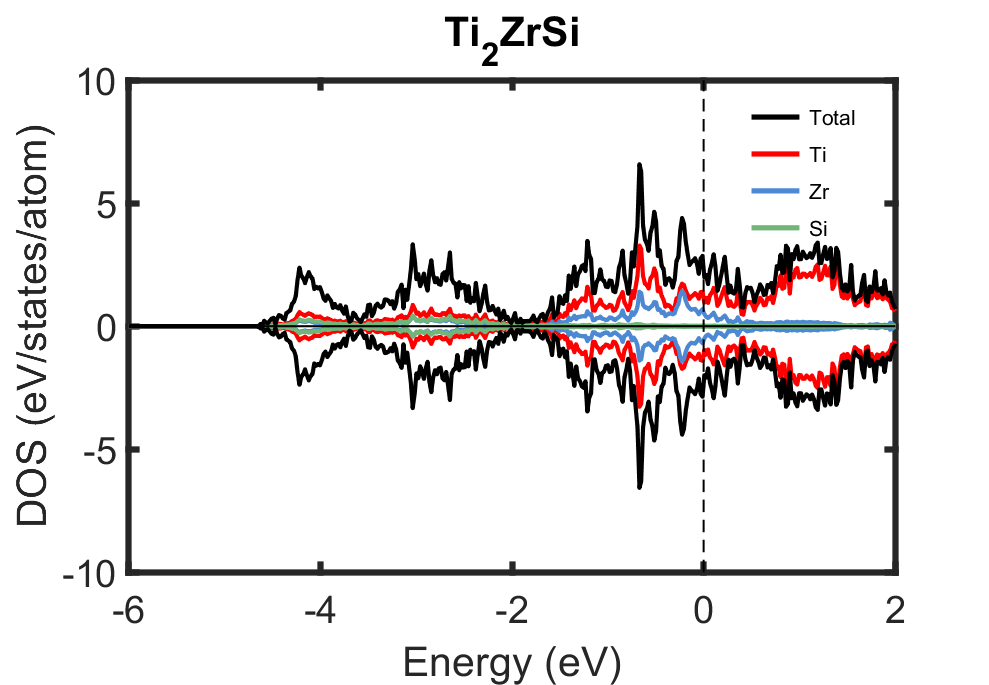 Ti2ZrSi
10
5
0
-5
-10
DOS (eV/states/atom)
Total
Ti
Zr
Si
-6 -4 -2 0 2
Energy (eV)